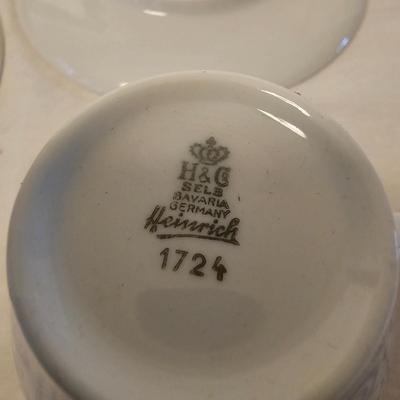 H&C
SELB
BAVARIA
GERMANY
Heinrich
1724